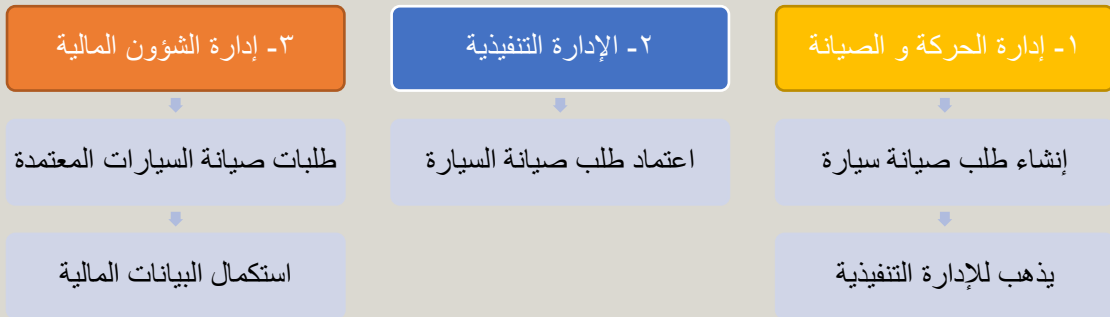 ١- إدارة الحركة و الصيانة
إنشاء طلب صيانة سيارة
يذهب للإدارة التنفيذية
٢- الإدارة التنفيذية
اعتماد طلب صيانة السيارة
٣- إدارة الشؤون المالية
طلبات صيانة السيارات المعتمدة
استكمال البيانات المالية